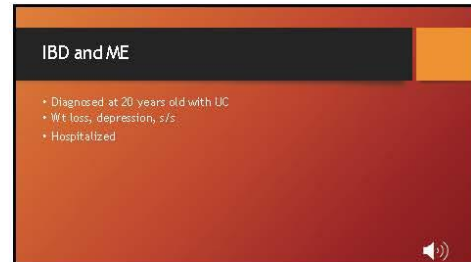 IBD and ME
• Diagnosed at 20 years old with UC
• Wt loss, depression, s/s
• Hospitalized